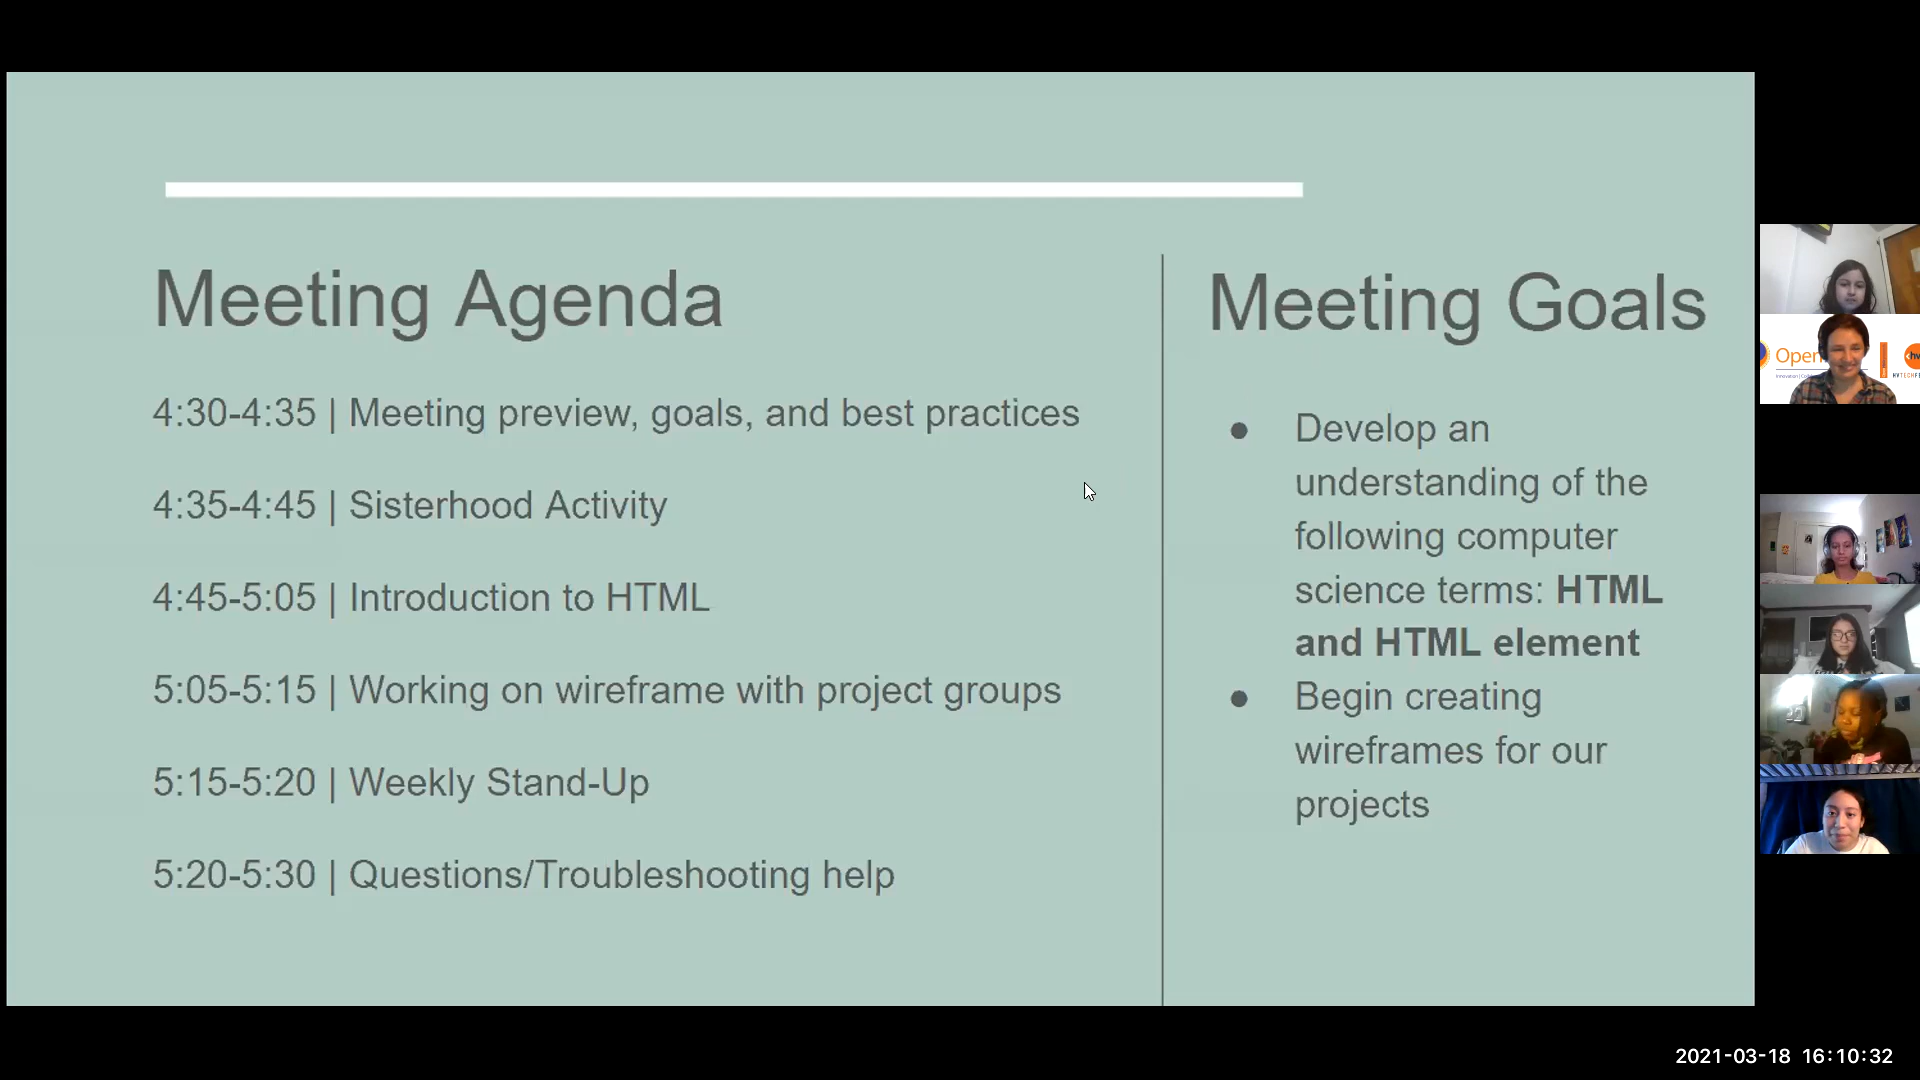 Meeting Agenda
4:30-4:35 | Meeting preview, goals, and best practices
4:35-4:45 | Sisterhood Activity
4:45-5:05 | Introduction to HTML
5:05-5:15 | Working on wireframe with project groups
5:15-5:20 | Weekly Stand-Up
5:20-5:30 | Questions/Troubleshooting help
Meeting Goals
● Develop an
understanding of the
following computer
science terms: HTML
and HTML element
● Begin creating
wireframes for our
projects
Open
2021-03-18 16:10:32